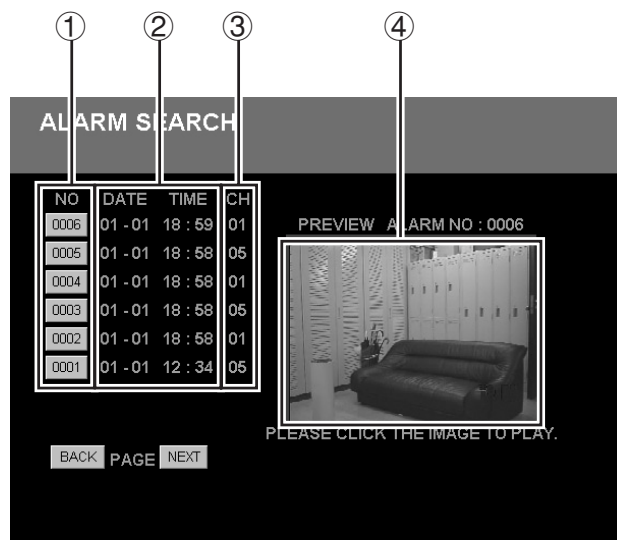 ① ② ③ ④
ALARM SEARCH
NO DATE TIME CH
PREVIEW ALARM NO : 0006
0006 01 - 01 18 : 59 01
0005 01 - 01 18 : 58 05
0004 01 - 01 18 : 58 01
0003 01 - 01 18 : 58 05
0002 01 - 01 18 : 58 01
0001 01 - 01 12 : 34 05
PLEASE CLICK THE IMAGE TO PLAY.
BACK PAGE NEXT